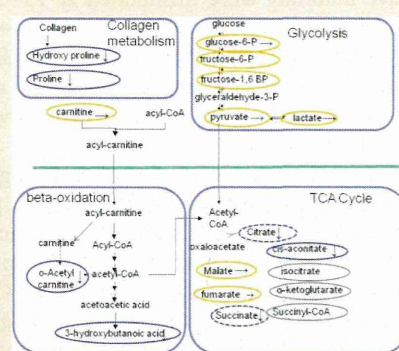 Collagen
Collagen
metabolism
Hydroxy proline ↓
Proline ↓
carnitine →
acyl-CoA
acyl-carnitine
glucose
Glycolysis
glucose-6-P →
fructose-6-P
fructose-1,6 BP
glyceraldehyde-3-P
pyruvate →
lactate →
beta-oxidation
acyl-carnitine
carnitine
Acyl-CoA
o-Acetyl
carnitine ↓
acetyl-CoA
acetoacetic acid
3-hydroxybutanoic acid ↓
TCA Cycle
Acetyl-
CoA
Citrate ↓
oxaloacetate
cis-aconitate ↓
Malate →
isocitrate
α-ketoglutarate
fumarate →
Succinyl-CoA
Succinate ↓